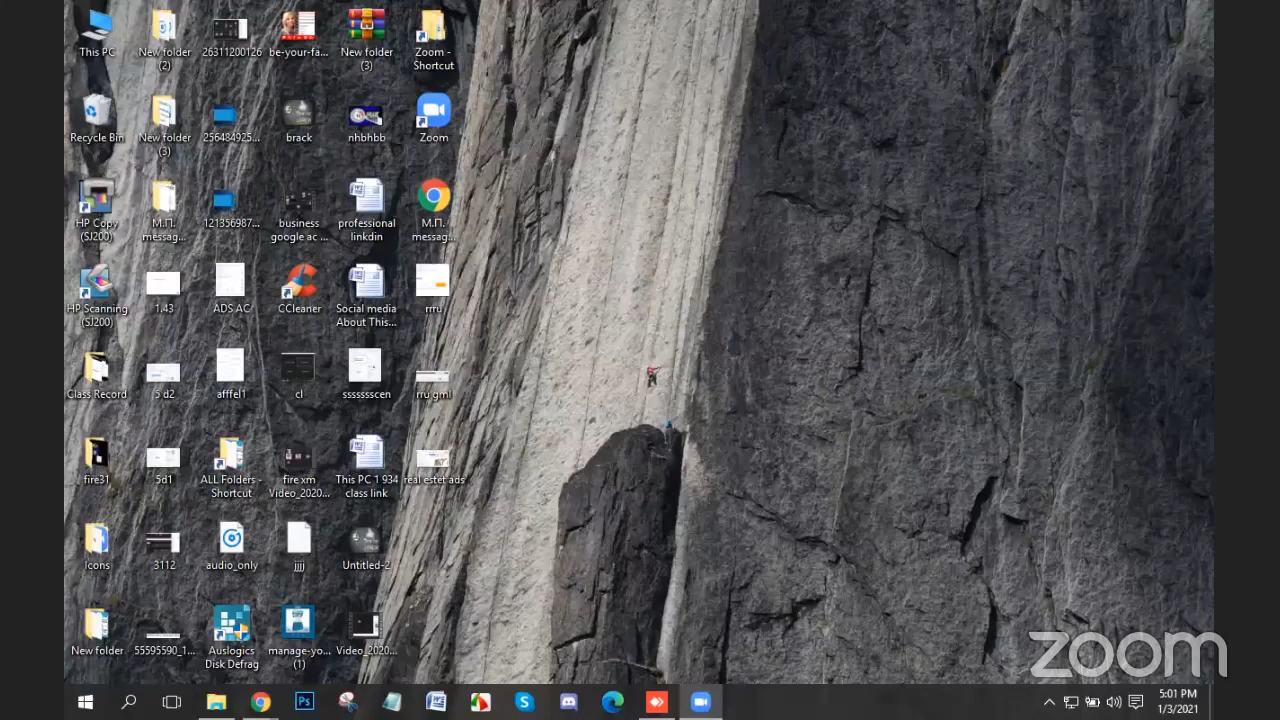 This PC
New folder (2)
26311200126
be-your-fa...
New folder (3)
Zoom - Shortcut
Recycle Bin
New folder (3)
256484925...
brack
nhbhbb
Zoom
HP Copy (SJ200)
М.П. messag...
121356987...
business google ac ...
professional linkdin
М.П. messag...
HP Scanning (SJ200)
1.43
ADS AC
CCleaner
Social media About This...
rrru
Class Record
5 d2
afffel1
cl
ssssssscen
rru gml
fire31
5d1
ALL Folders - Shortcut
fire xm Video_2020...
This PC 1 934 class link
real estet ads
Icons
3112
audio_only
jjjj
Untitled-2
New folder
55595590_1...
Auslogics Disk Defrag
manage-yo... (1)
Video_2020...
zoom
Ps
5:01 PM
1/3/2021